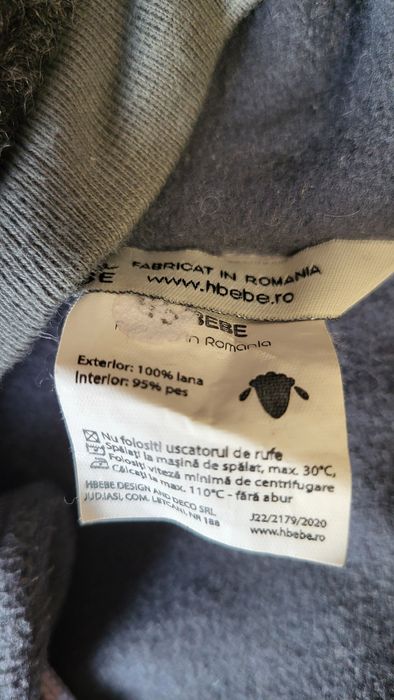 BE
FABRICAT IN ROMANIA
www.hbebe.ro
BEBE
in Romania
Exterior: 100% lana
Interior: 95% pes
Nu folositi uscatorul de rufe
Spălați la mașină de spălat, max. 30°C,
Folosiți viteză minimă de centrifugare
Călcați la max. 110°C - fără abur
HBEBE DESIGN AND DECO SRL
JUD.IASI, COM. LETCANI, NR 188
J22/2179/2020
www.hbebe.ro